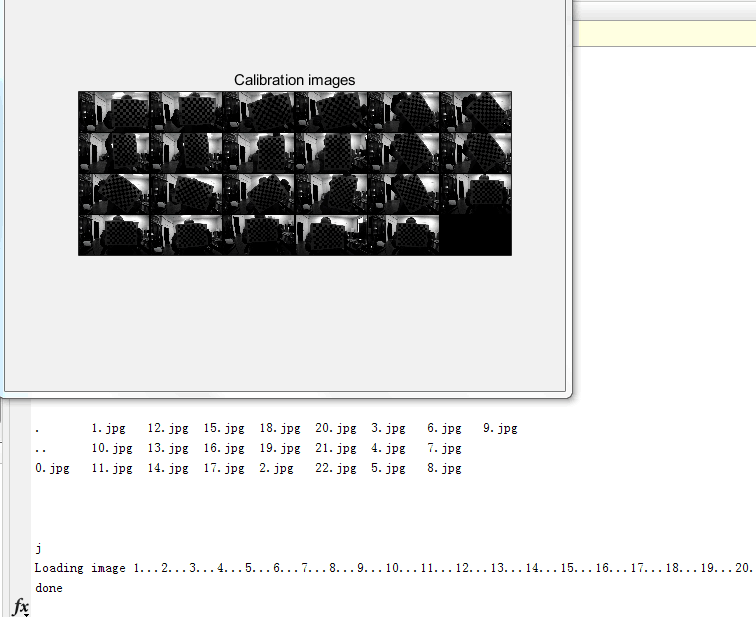 Calibration images
. 1.jpg 12.jpg 15.jpg 18.jpg 20.jpg 3.jpg 6.jpg 9.jpg
.. 10.jpg 13.jpg 16.jpg 19.jpg 21.jpg 4.jpg 7.jpg
0.jpg 11.jpg 14.jpg 17.jpg 2.jpg 22.jpg 5.jpg 8.jpg
j
Loading image 1...2...3...4...5...6...7...8...9...10...11...12...13...14...15...16...17...18...19...20.
done
fx